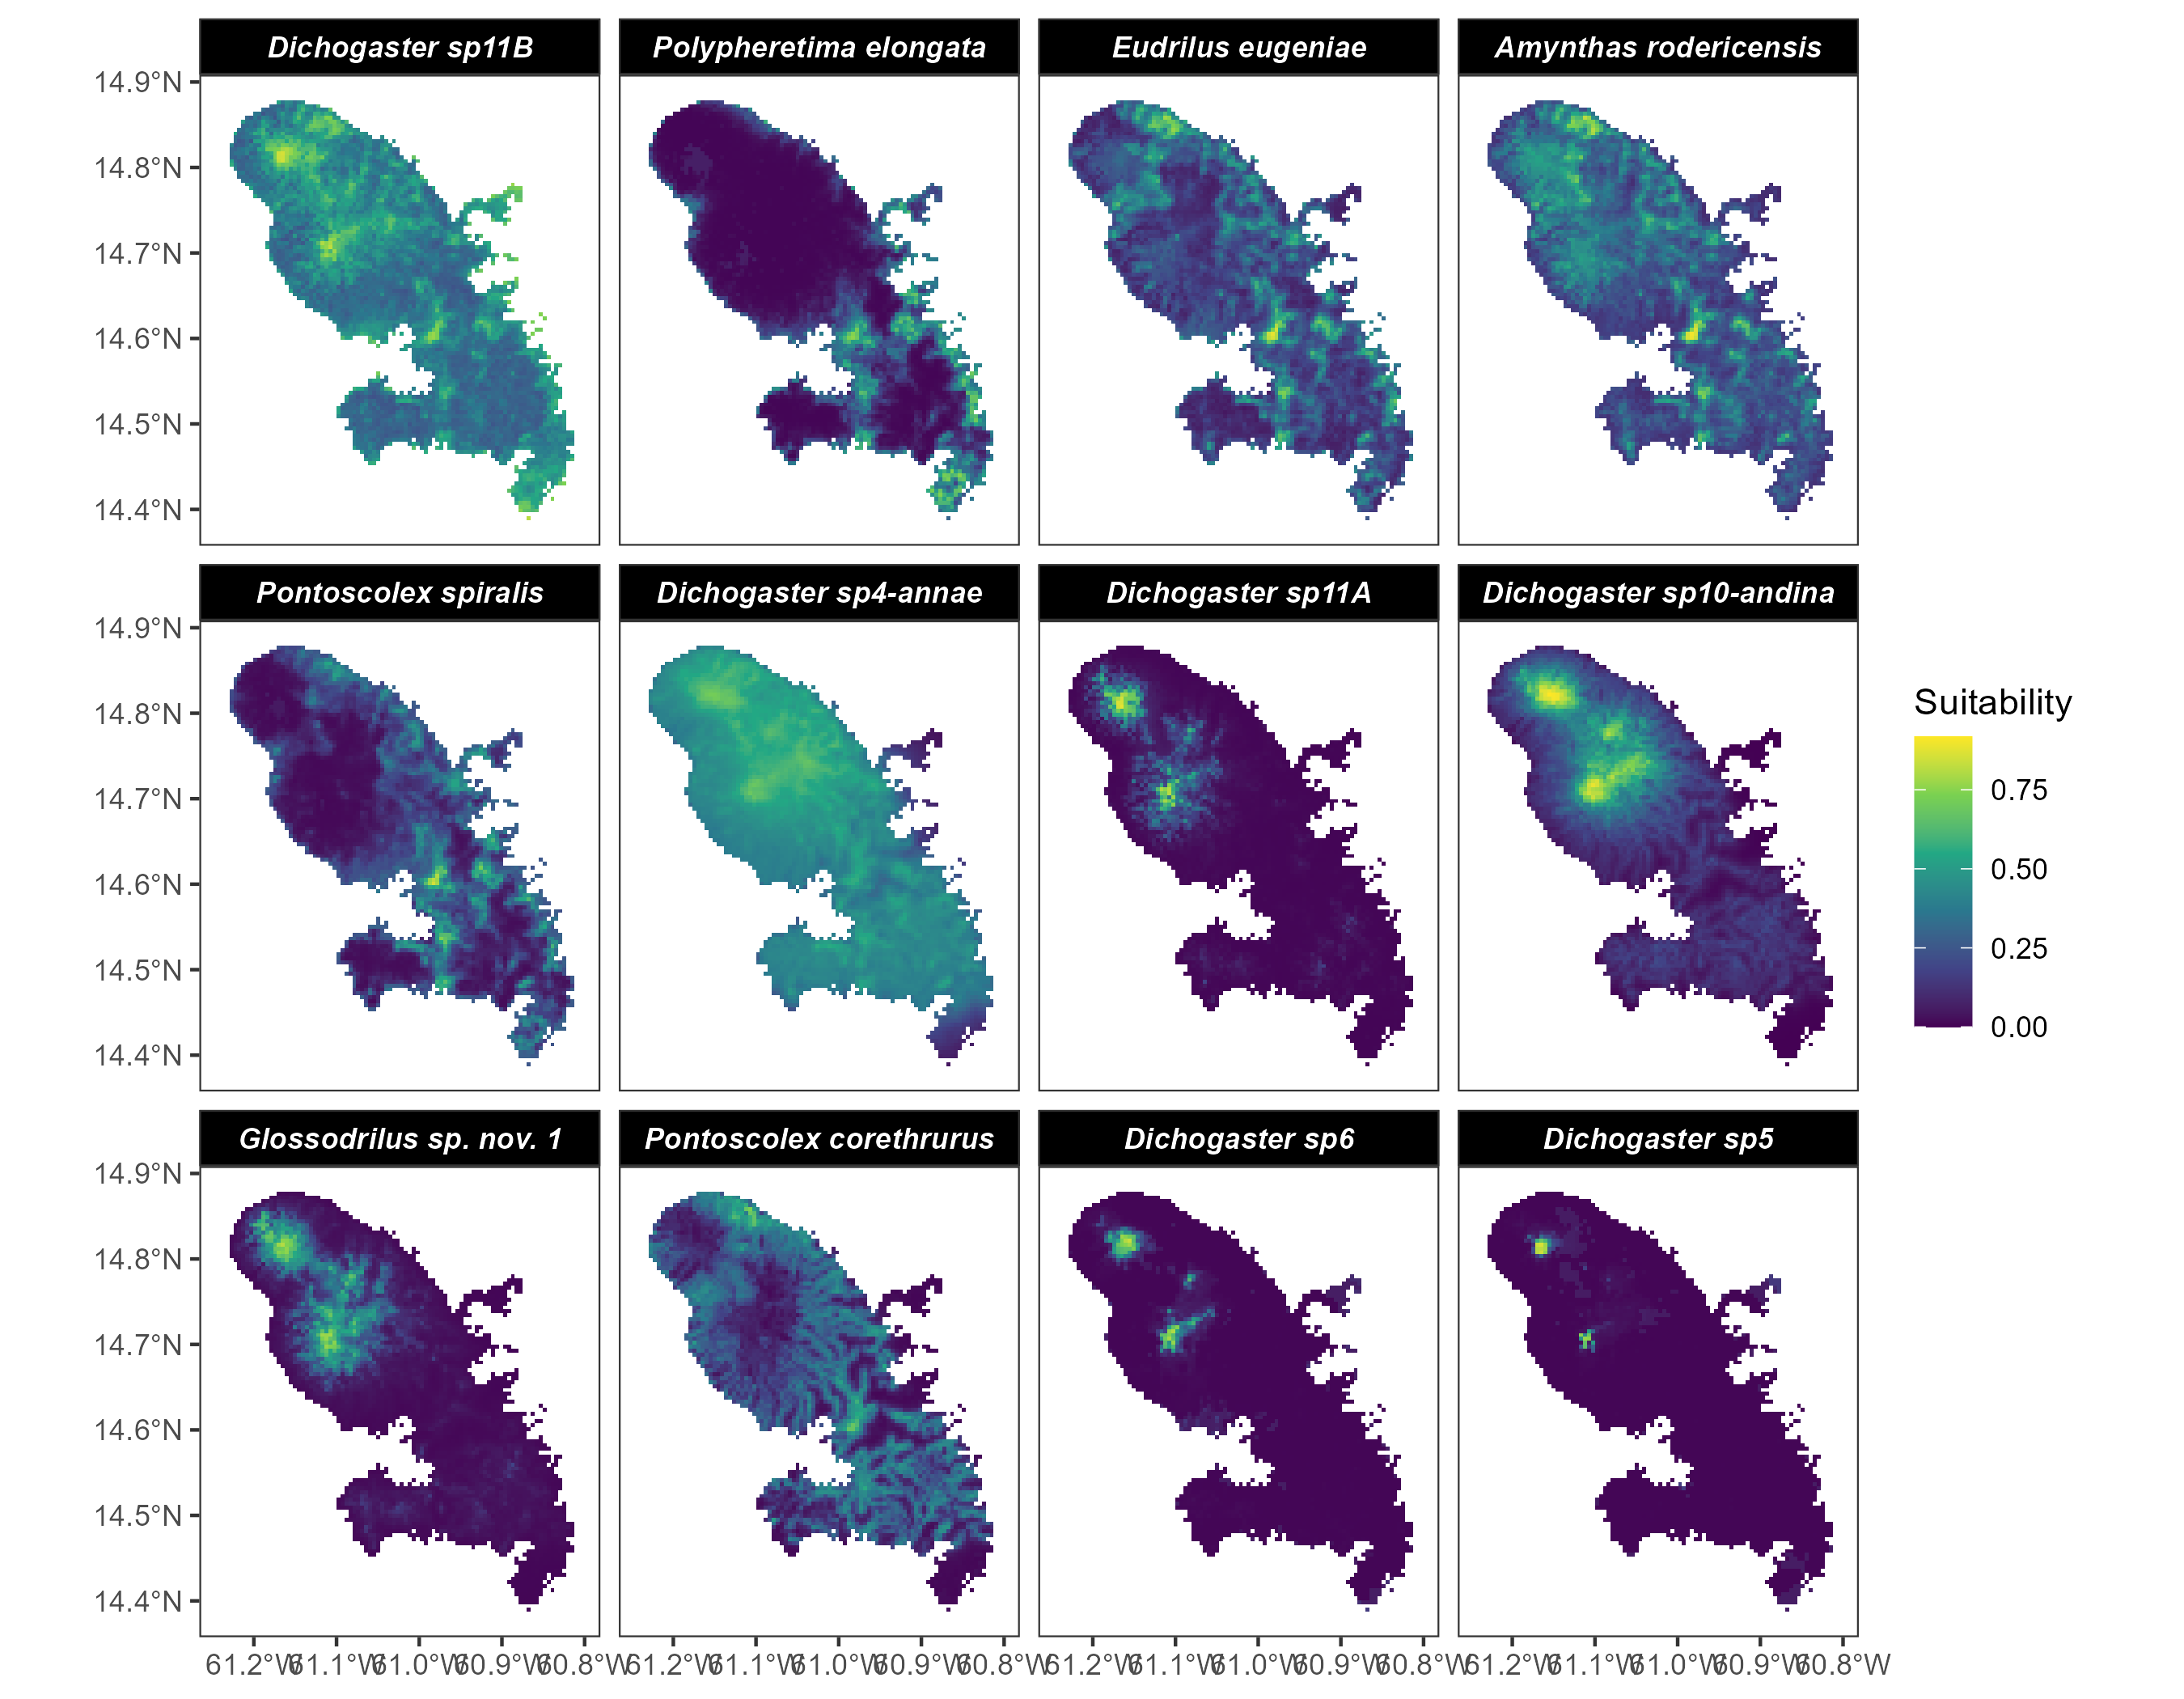 Dichogaster sp11B Polypheretima elongata Eudrilus eugeniae Amynthas rodericensis
14.9°N
14.8°N
14.7°N
14.6°N
14.5°N
14.4°N
Pontoscolex spiralis Dichogaster sp4-annae Dichogaster sp11A Dichogaster sp10-andina
14.9°N
14.8°N
14.7°N
14.6°N
14.5°N
14.4°N
Suitability
0.75
0.50
0.25
0.00
Glossodrilus sp. nov. 1 Pontoscolex corethrurus Dichogaster sp6 Dichogaster sp5
14.9°N
14.8°N
14.7°N
14.6°N
14.5°N
14.4°N
61.2°W 61.1°W 61.0°W 60.9°W 60.8°W 61.2°W 61.1°W 61.0°W 60.9°W 60.8°W 61.2°W 61.1°W 61.0°W 60.9°W 60.8°W 61.2°W 61.1°W 61.0°W 60.9°W 60.8°W